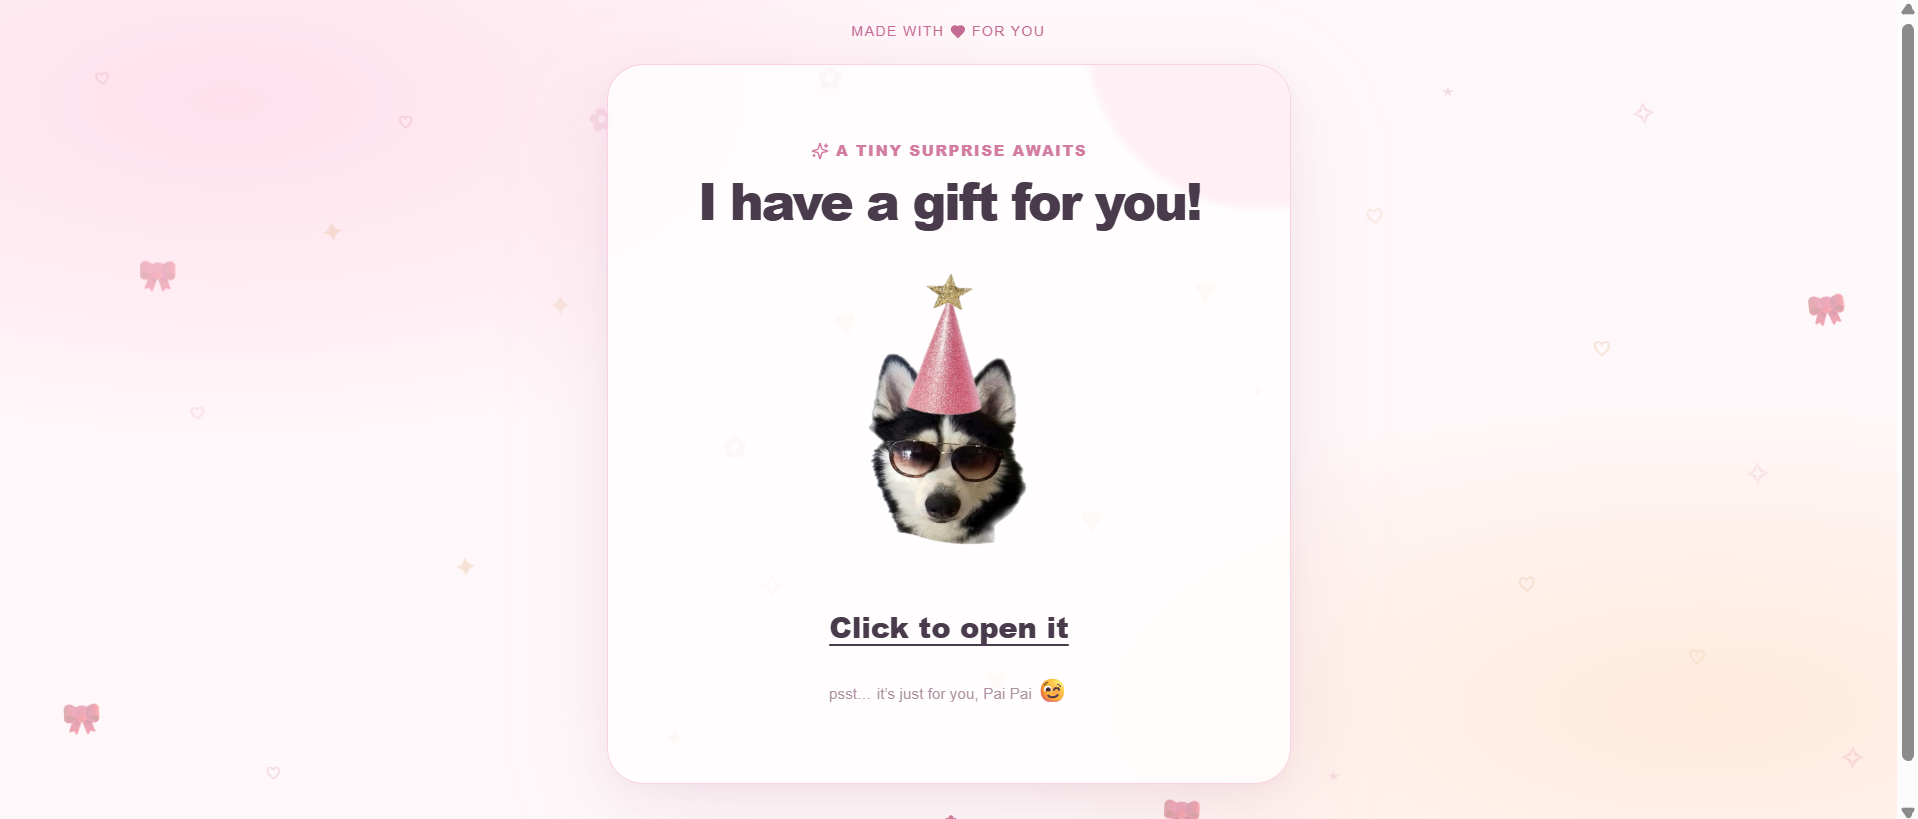 MADE WITH ♥ FOR YOU
A TINY SURPRISE AWAITS
I have a gift for you!
Click to open it
psst... it's just for you, Pai Pai 😉